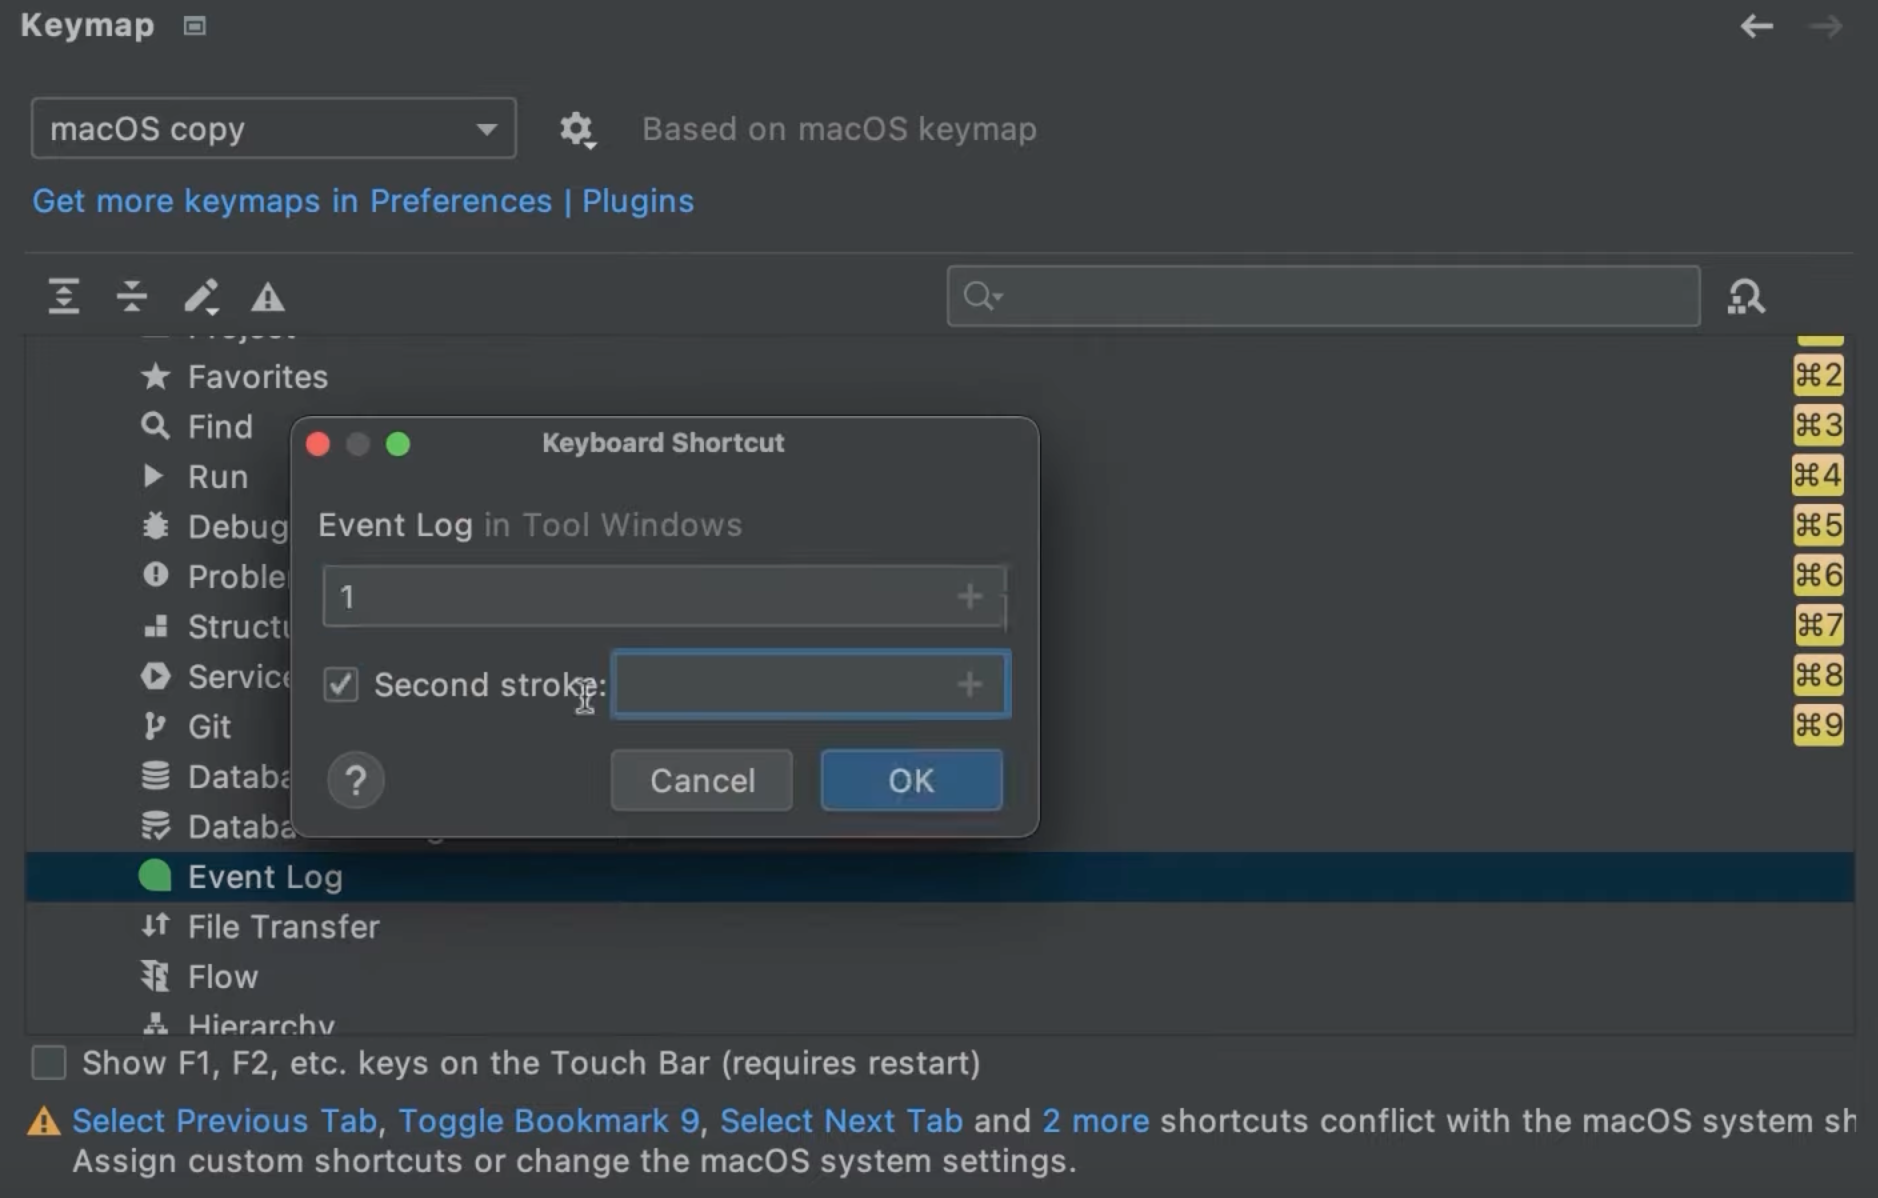 Keymap
macOS copy
Based on macOS keymap
Get more keymaps in Preferences | Plugins
Project
Favorites ⌘2
Find ⌘3
Run ⌘4
Debug ⌘5
Proble ⌘6
Structu ⌘7
Service ⌘8
Git ⌘9
Databa
Databa
Event Log
File Transfer
Flow
Hierarchy
Keyboard Shortcut
Event Log in Tool Windows
1
Second stroke:
?
Cancel
OK
Show F1, F2, etc. keys on the Touch Bar (requires restart)
Select Previous Tab, Toggle Bookmark 9, Select Next Tab and 2 more shortcuts conflict with the macOS system sh
Assign custom shortcuts or change the macOS system settings.